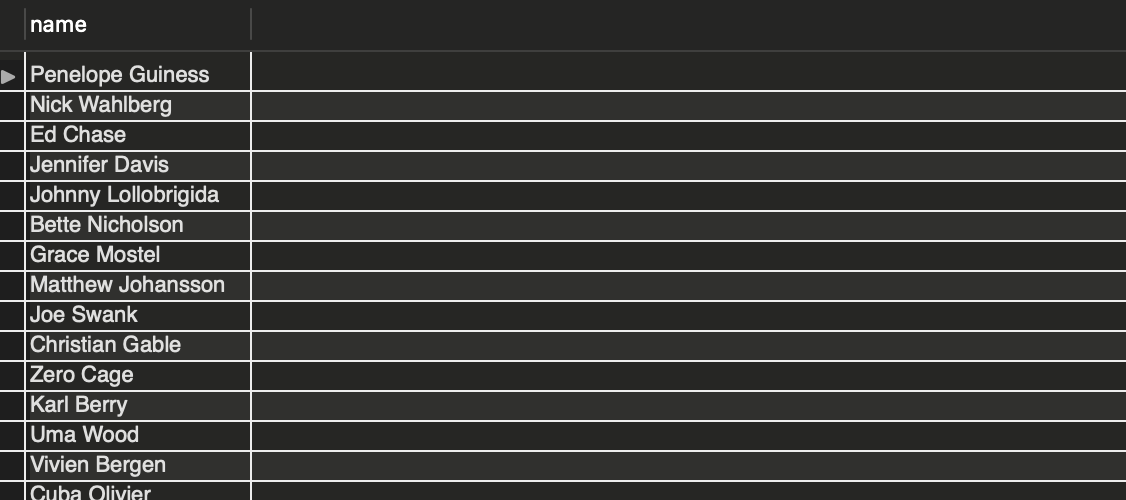 name
Penelope Guiness
Nick Wahlberg
Ed Chase
Jennifer Davis
Johnny Lollobrigida
Bette Nicholson
Grace Mostel
Matthew Johansson
Joe Swank
Christian Gable
Zero Cage
Karl Berry
Uma Wood
Vivien Bergen
Cuba Olivier